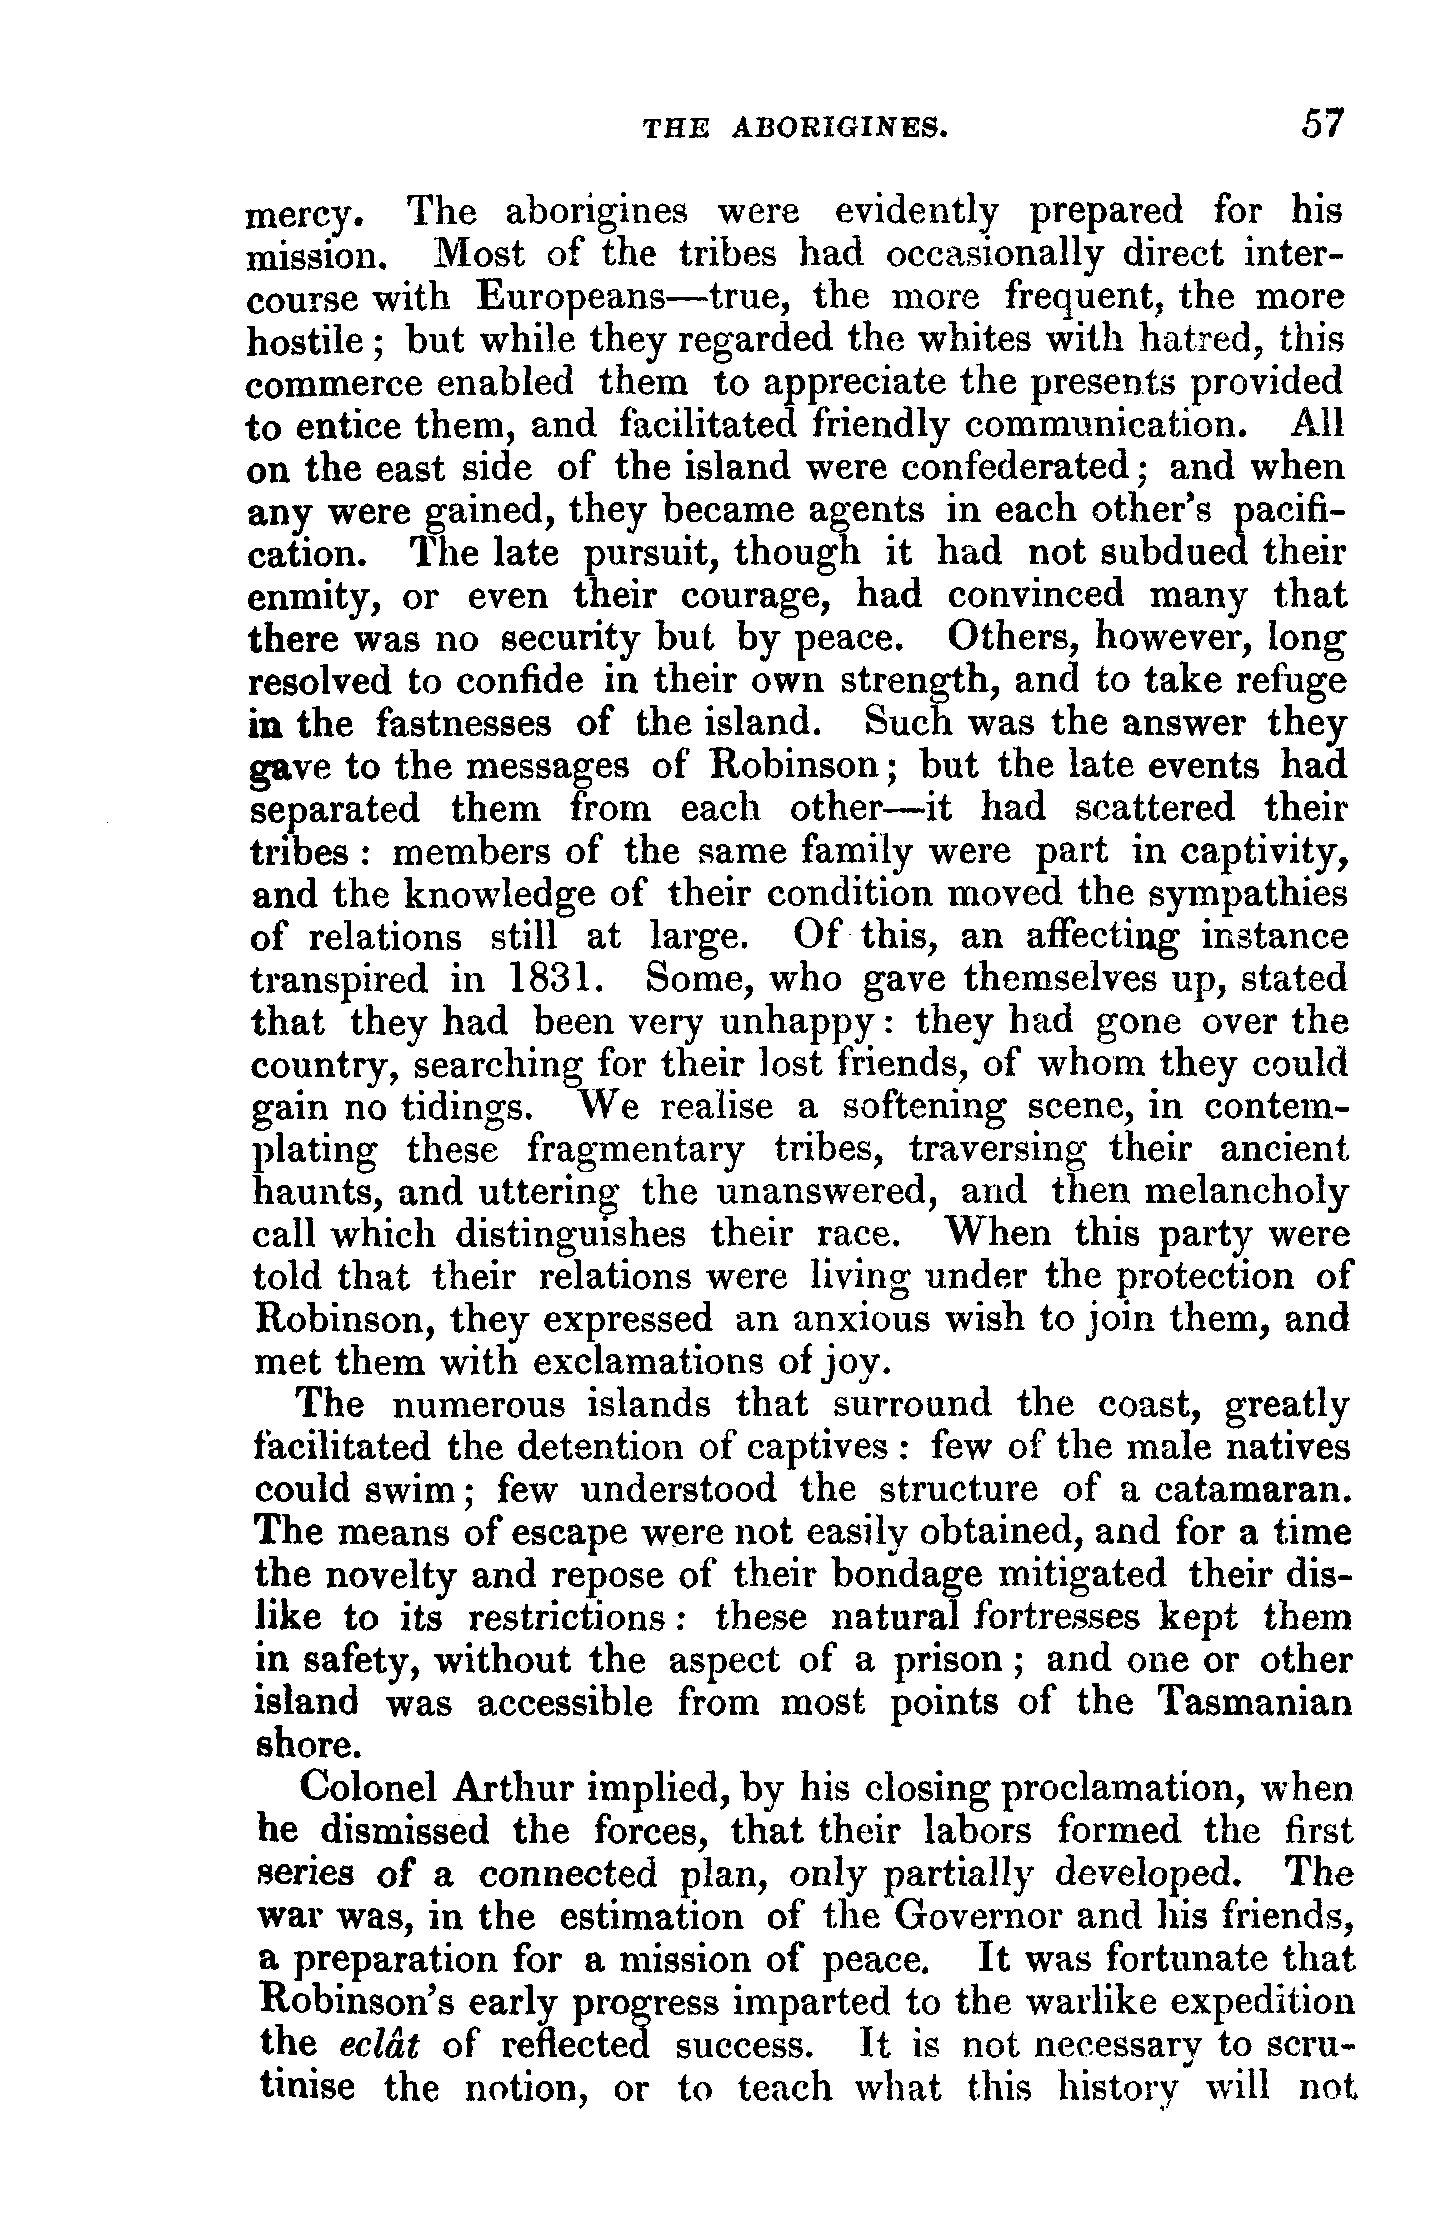 THE ABORIGINES. 57
mercy. The aborigines were evidently prepared for his
mission. Most of the tribes had occasionally direct inter-
course with Europeans—true, the more frequent, the more
hostile; but while they regarded the whites with hatred, this
commerce enabled them to appreciate the presents provided
to entice them, and facilitated friendly communication. All
on the east side of the island were confederated; and when
any were gained, they became agents in each other's pacifi-
cation. The late pursuit, though it had not subdued their
enmity, or even their courage, had convinced many that
there was no security but by peace. Others, however, long
resolved to confide in their own strength, and to take refuge
in the fastnesses of the island. Such was the answer they
gave to the messages of Robinson; but the late events had
separated them from each other—it had scattered their
tribes: members of the same family were part in captivity,
and the knowledge of their condition moved the sympathies
of relations still at large. Of this, an affecting instance
transpired in 1831. Some, who gave themselves up, stated
that they had been very unhappy: they had gone over the
country, searching for their lost friends, of whom they could
gain no tidings. We realise a softening scene, in contem-
plating these fragmentary tribes, traversing their ancient
haunts, and uttering the unanswered, and then melancholy
call which distinguishes their race. When this party were
told that their relations were living under the protection of
Robinson, they expressed an anxious wish to join them, and
met them with exclamations of joy.
The numerous islands that surround the coast, greatly
facilitated the detention of captives: few of the male natives
could swim; few understood the structure of a catamaran.
The means of escape were not easily obtained, and for a time
the novelty and repose of their bondage mitigated their dis-
like to its restrictions: these natural fortresses kept them
in safety, without the aspect of a prison; and one or other
island was accessible from most points of the Tasmanian
shore.
Colonel Arthur implied, by his closing proclamation, when
he dismissed the forces, that their labors formed the first
series of a connected plan, only partially developed. The
war was, in the estimation of the Governor and his friends,
a preparation for a mission of peace. It was fortunate that
Robinson's early progress imparted to the warlike expedition
the eclât of reflected success. It is not necessary to scru-
tinise the notion, or to teach what this history will not